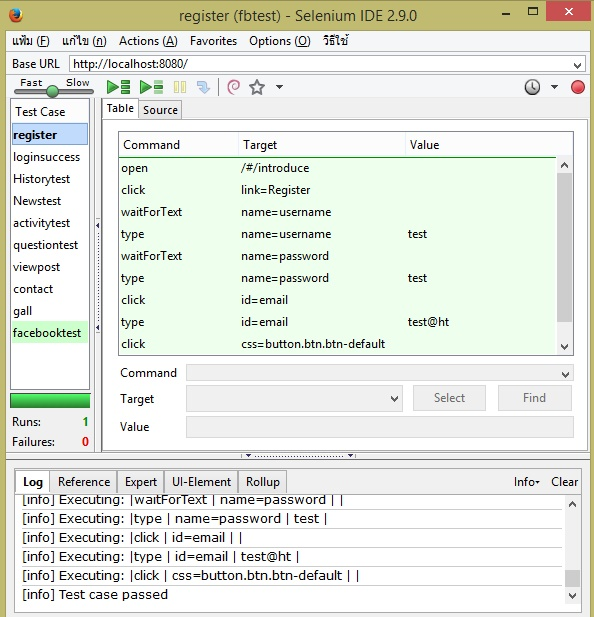 register (fbtest) - Selenium IDE 2.9.0
แฟ้ม (F) แก้ไข (ก) Actions (A) Favorites Options (O) วิธีใช้
Base URL http://localhost:8080/
Fast Slow
Test Case
register
loginsuccess
Historytest
Newstest
activitytest
questiontest
viewpost
contact
gall
facebooktest
Runs: 1
Failures: 0
Table Source
Command Target Value
open /#/introduce
click link=Register
waitForText name=username
type name=username test
waitForText name=password
type name=password test
click id=email
type id=email test@ht
click css=button.btn.btn-default
Command
Target Select Find
Value
Log Reference Expert UI-Element Rollup Info Clear
[info] Executing: |waitForText | name=password | |
[info] Executing: |type | name=password | test |
[info] Executing: |click | id=email | |
[info] Executing: |type | id=email | test@ht |
[info] Executing: |click | css=button.btn.btn-default | |
[info] Test case passed